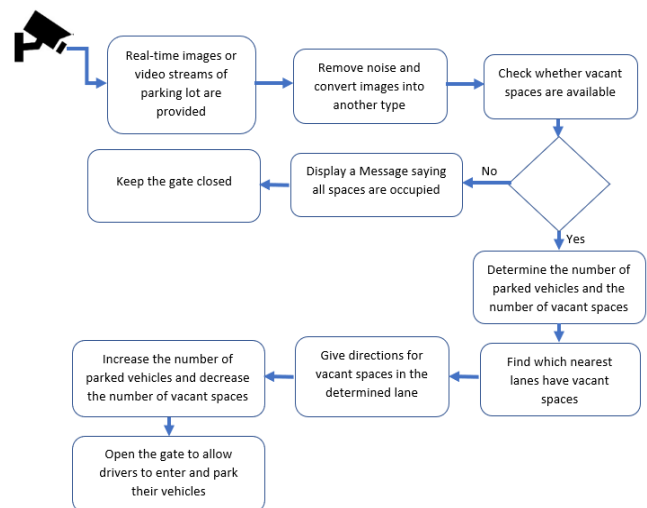 Real-time images or
video streams of
parking lot are
provided
Remove noise and
convert images into
another type
Check whether vacant
spaces are available
No
Display a Message saying
all spaces are occupied
Keep the gate closed
Yes
Determine the number of
parked vehicles and the
number of vacant spaces
Find which nearest
lanes have vacant
spaces
Give directions for
vacant spaces in the
determined lane
Increase the number of
parked vehicles and decrease
the number of vacant spaces
Open the gate to allow
drivers to enter and park
their vehicles